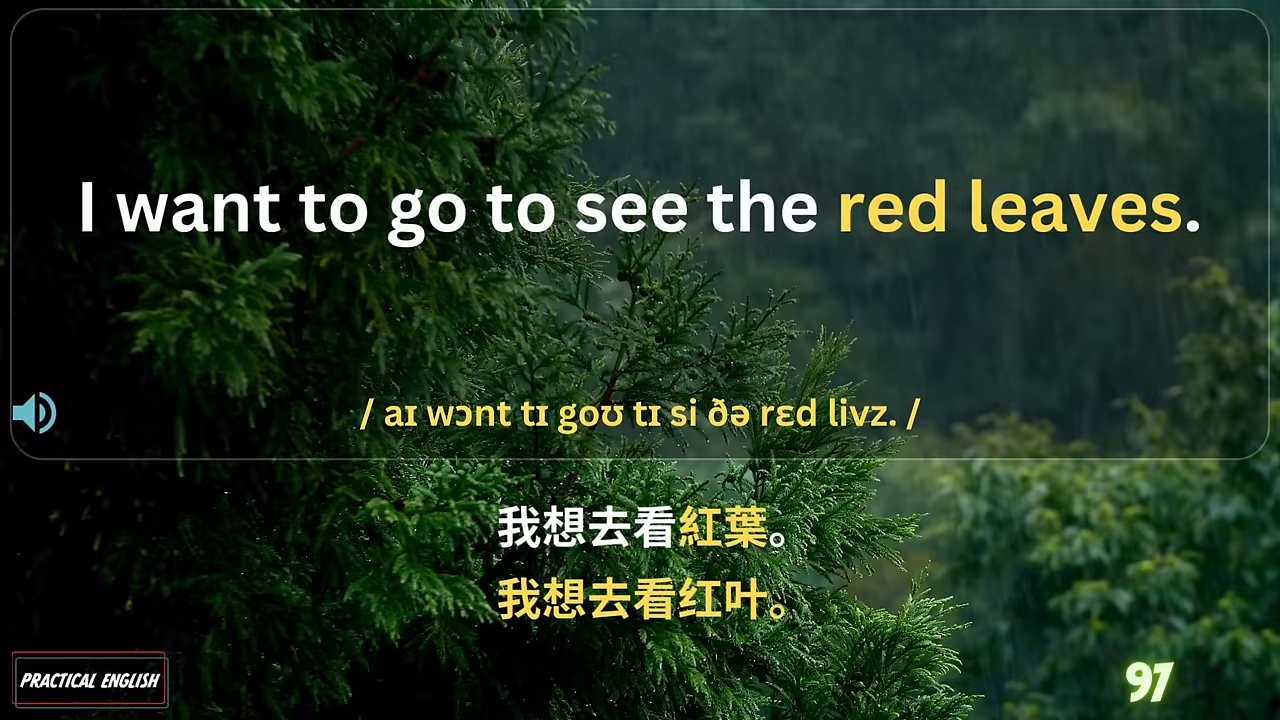 I want to go to see the red leaves.
/ aɪ wɔnt tɪ goʊ tɪ si ðə rɛd livz. /
我想去看紅葉。
我想去看红叶。
PRACTICAL ENGLISH
97